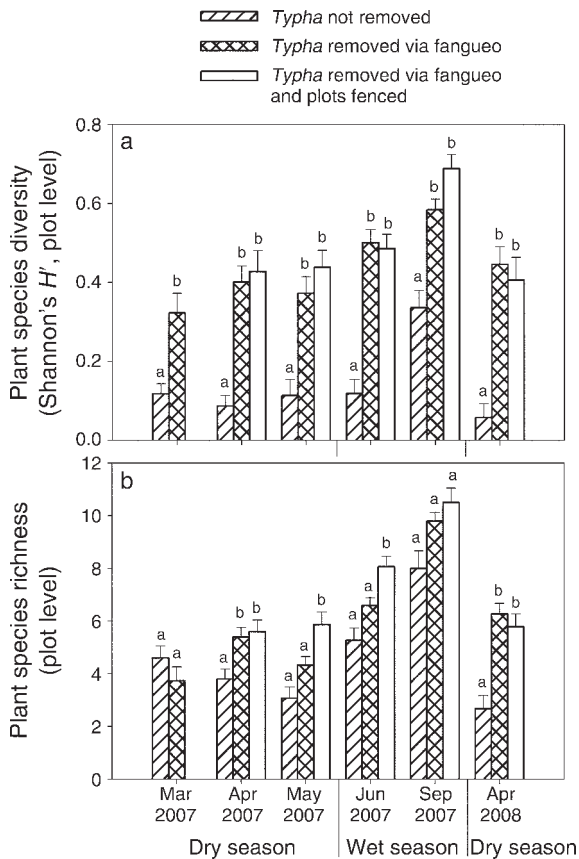 Typha not removed
Typha removed via fangueo
Typha removed via fangueo
and plots fenced
Plant species diversity
(Shannon's H', plot level)
0.8
0.6
0.4
0.2
0.0
a
a b
a b b
a b b
a b b
a b b
a b b
Plant species richness
(plot level)
12
10
8
6
4
2
0
b
a a
a b b
a a b
a a b
a a a
a b b
Mar Apr May Jun Sep Apr
2007 2007 2007 2007 2007 2008
Dry season Wet season Dry season